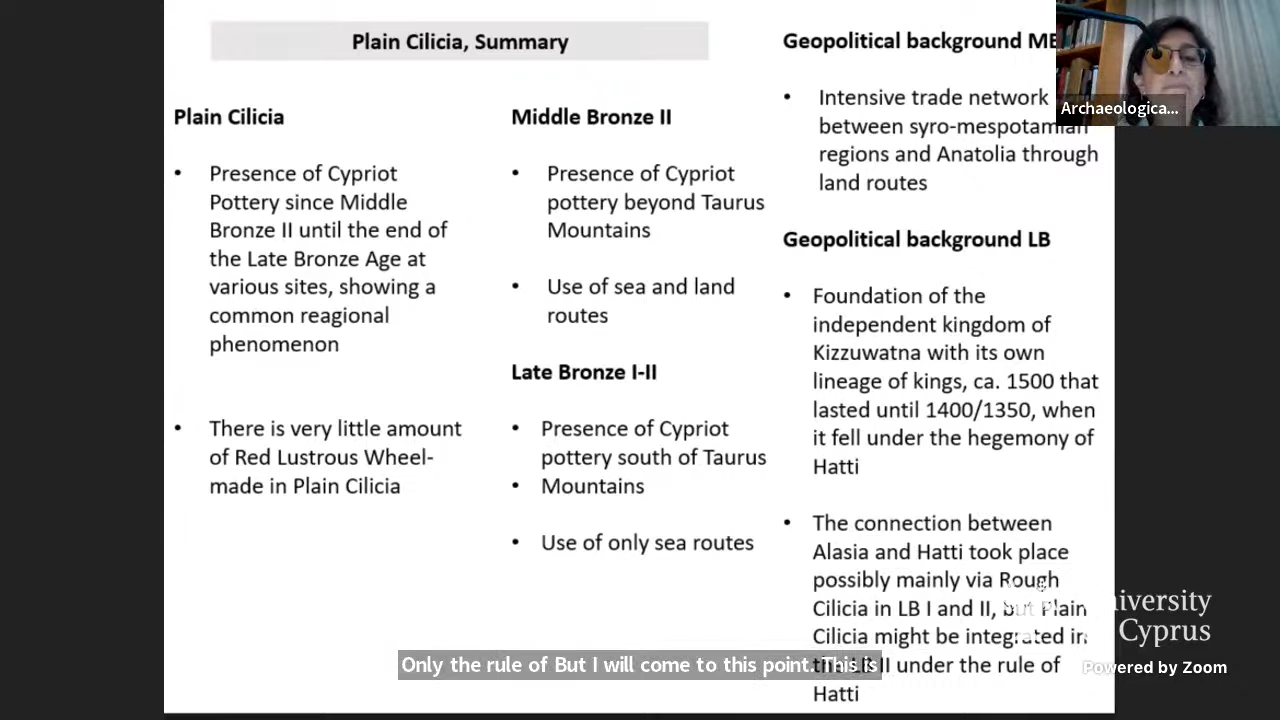 Plain Cilicia, Summary
Plain Cilicia
• Presence of Cypriot
Pottery since Middle
Bronze II until the end of
the Late Bronze Age at
various sites, showing a
common reagional
phenomenon
• There is very little amount
of Red Lustrous Wheel-
made in Plain Cilicia
Middle Bronze II
• Presence of Cypriot
pottery beyond Taurus
Mountains
• Use of sea and land
routes
Late Bronze I-II
• Presence of Cypriot
pottery south of Taurus
• Mountains
• Use of only sea routes
Geopolitical background
• Intensive trade network
between syro-mespotamian
regions and Anatolia through
land routes
Geopolitical background LB
• Foundation of the
independent kingdom of
Kizzuwatna with its own
lineage of kings, ca. 1500 that
lasted until 1400/1350, when
it fell under the hegemony of
Hatti
• The connection between
Alasia and Hatti took place
possibly mainly via Rough
Cilicia in LB I and II, but Plain
Cilicia might be integrated in
the LB II under the rule of
Hatti
Archaeologica...
Only the rule of But I will come to this point. This is
Cyprus
Powered by Zoom